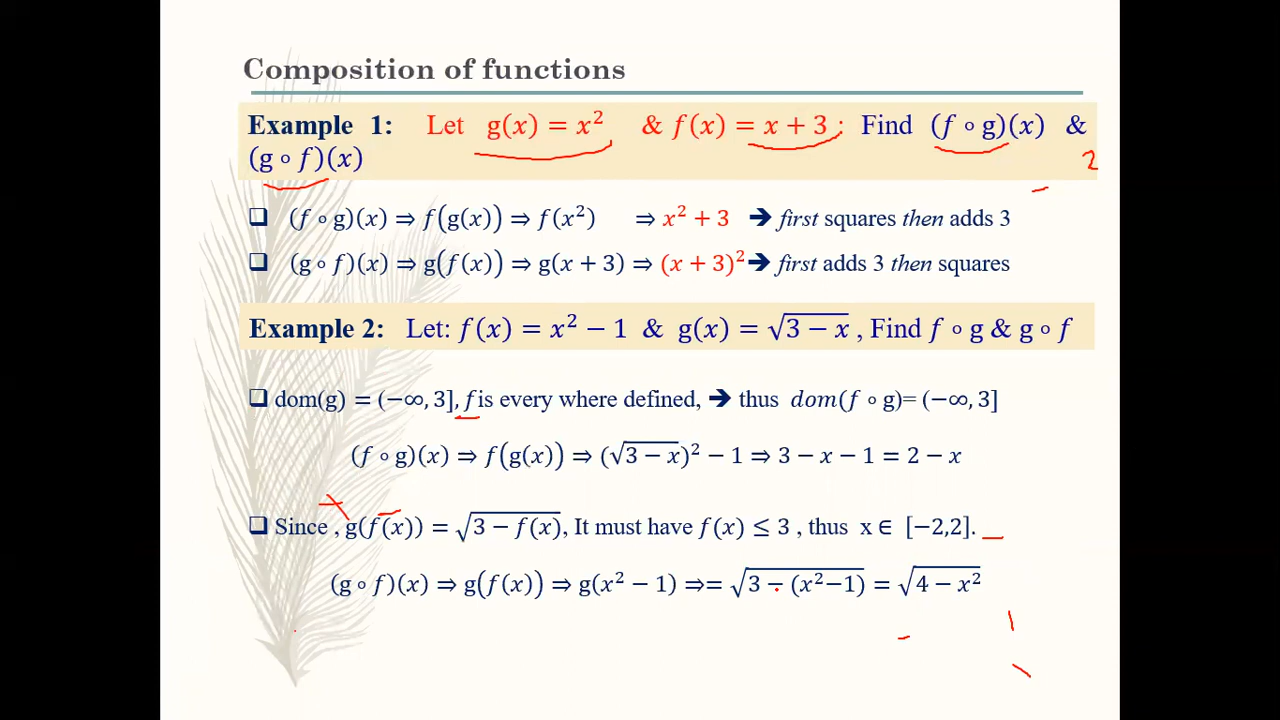 Composition of functions
Example 1: Let g(x) = x² & f(x) = x + 3 : Find (f ∘ g)(x) &
(g ∘ f)(x)
2
❑ (f ∘ g)(x) ⇒ f(g(x)) ⇒ f(x²) ⇒ x² + 3 ➔ first squares then adds 3
❑ (g ∘ f)(x) ⇒ g(f(x)) ⇒ g(x + 3) ⇒ (x + 3)² ➔ first adds 3 then squares
Example 2: Let: f(x) = x² − 1 & g(x) = √(3 − x) , Find f ∘ g & g ∘ f
❑ dom(g) = (−∞, 3], f is every where defined, ➔ thus dom(f ∘ g)= (−∞, 3]
(f ∘ g)(x) ⇒ f(g(x)) ⇒ (√(3 − x))² − 1 ⇒ 3 − x − 1 = 2 − x
❑ Since , g(f(x)) = √(3 − f(x)), It must have f(x) ≤ 3 , thus x ∈ [−2,2].
(g ∘ f)(x) ⇒ g(f(x)) ⇒ g(x² − 1) ⇒= √(3 − (x²−1)) = √(4 − x²)